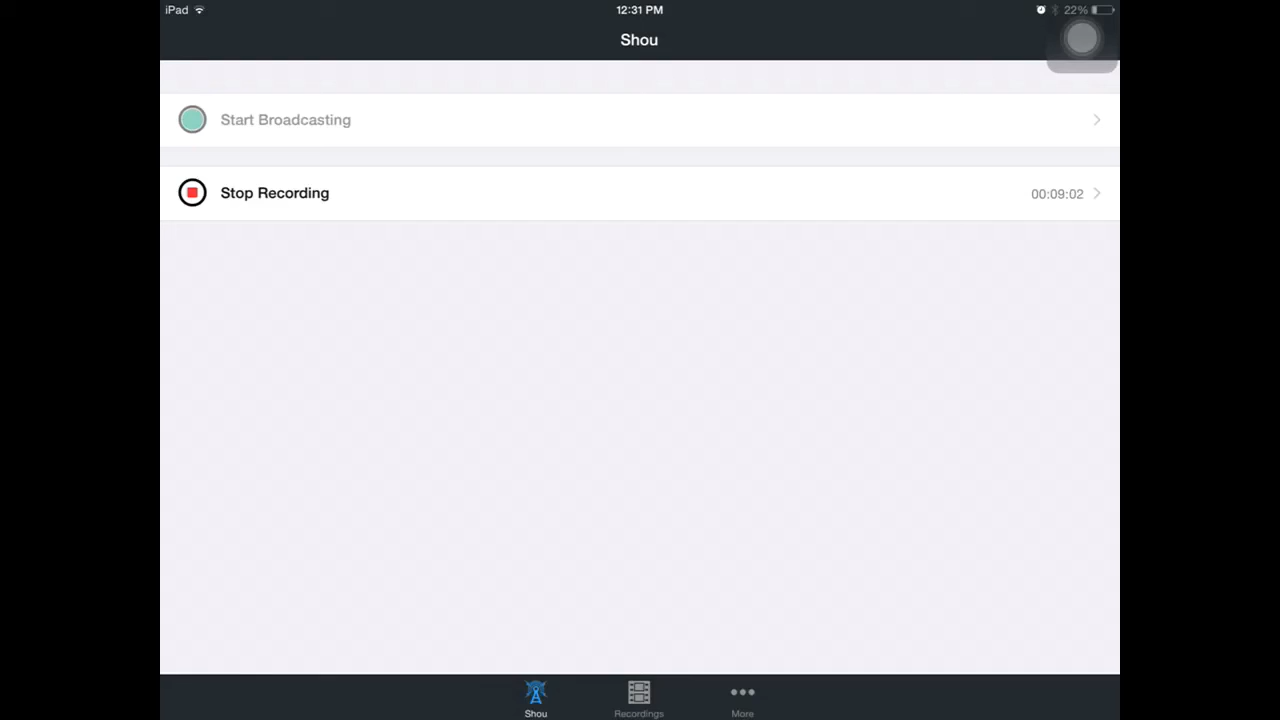 iPad 12:31 PM 22%
Shou
Start Broadcasting
Stop Recording 00:09:02
Shou Recordings More